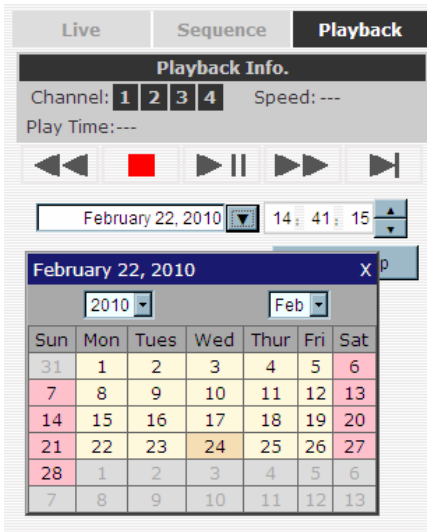 Live Sequence Playback
Playback Info.
Channel: 1 2 3 4 Speed: ---
Play Time:---
February 22, 2010 14: 41: 15
p
February 22, 2010 X
2010 Feb
Sun Mon Tues Wed Thur Fri Sat
31 1 2 3 4 5 6
7 8 9 10 11 12 13
14 15 16 17 18 19 20
21 22 23 24 25 26 27
28 1 2 3 4 5 6
7 8 9 10 11 12 13